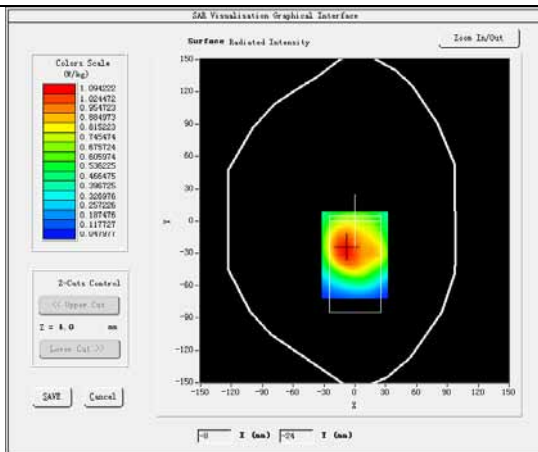 SAR Visualisation Graphical Interface
Surface Radiated Intensity
Zoom In/Out
Colors Scale
(W/kg)
1.094222
1.024472
0.954723
0.884973
0.815223
0.745474
0.675724
0.605974
0.536225
0.466475
0.396725
0.326976
0.257226
0.187476
0.117727
0.047977
150
120
90
60
30
0
-30
-60
-90
-120
-150
Y
-150 -120 -90 -60 -30 0 30 60 90 120 150
X
Z-Cuts Control
<< Upper Cut
Z = 4.0 mm
Lower Cut >>
SAVE
Cancel
-8 X (mm) -24 Y (mm)